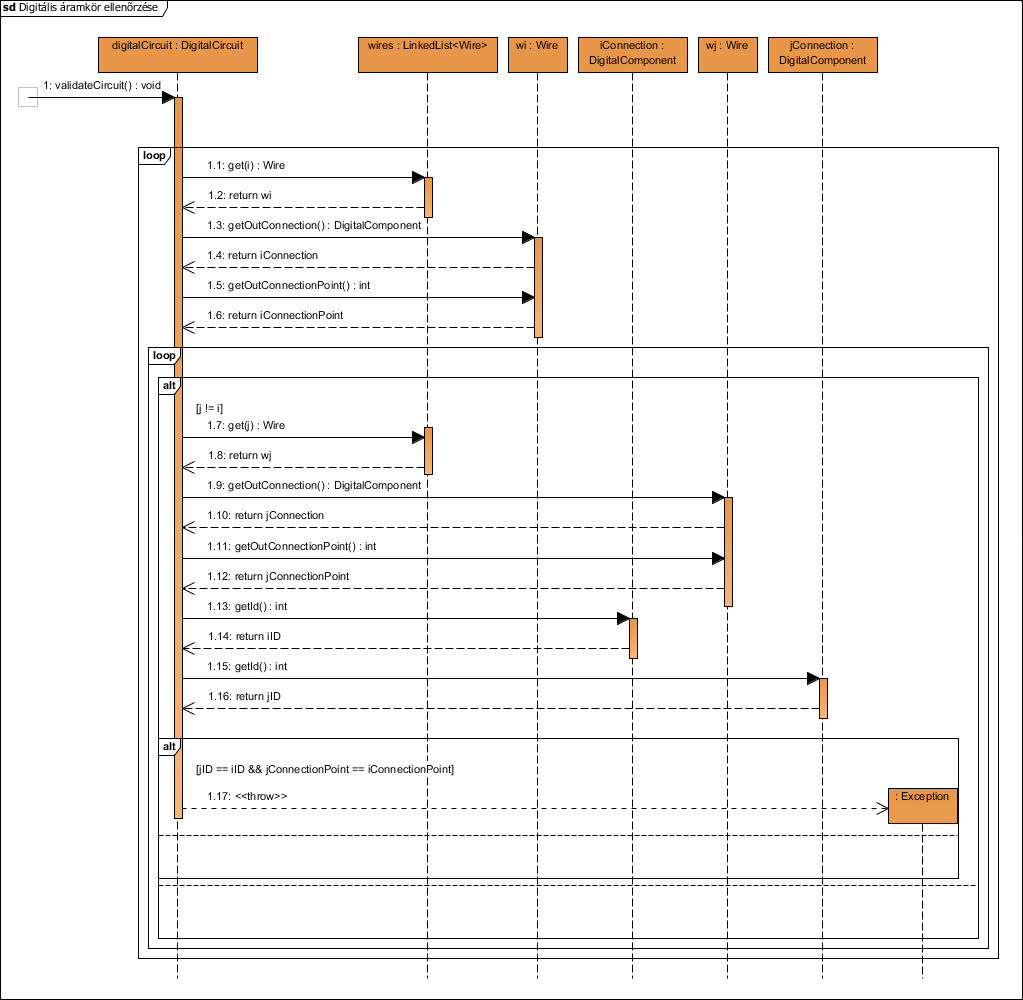 sd Digitális áramkör ellenőrzése
digitalCircuit : DigitalCircuit
wires : LinkedList<Wire>
wi : Wire
iConnection :
DigitalComponent
wj : Wire
jConnection :
DigitalComponent
1: validateCircuit() : void
loop
1.1: get(i) : Wire
1.2: return wi
1.3: getOutConnection() : DigitalComponent
1.4: return iConnection
1.5: getOutConnectionPoint() : int
1.6: return iConnectionPoint
loop
alt
[j != i]
1.7: get(j) : Wire
1.8: return wj
1.9: getOutConnection() : DigitalComponent
1.10: return jConnection
1.11: getOutConnectionPoint() : int
1.12: return jConnectionPoint
1.13: getId() : int
1.14: return iID
1.15: getId() : int
1.16: return jID
alt
[jID == iID && jConnectionPoint == iConnectionPoint]
1.17: <<throw>>
: Exception